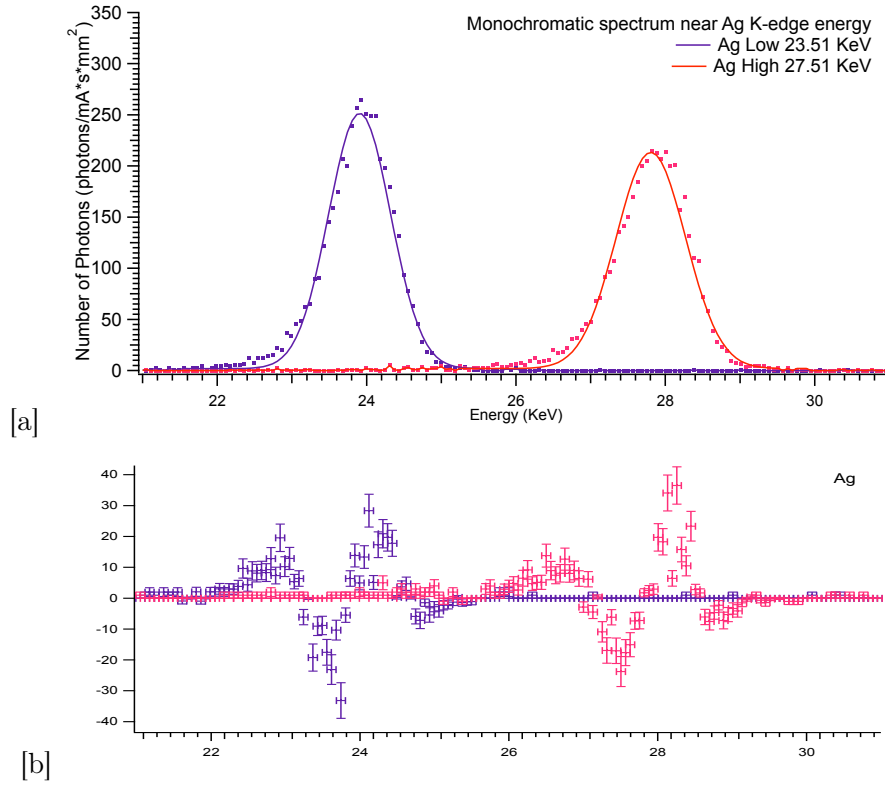 Monochromatic spectrum near Ag K-edge energy
Ag Low 23.51 KeV
Ag High 27.51 KeV
Number of Photons (photons/mA*s*mm²)
350
300
250
200
150
100
50
0
22 24 26 28 30
Energy (KeV)
[a]
Ag
40
30
20
10
0
-10
-20
-30
-40
22 24 26 28 30
[b]